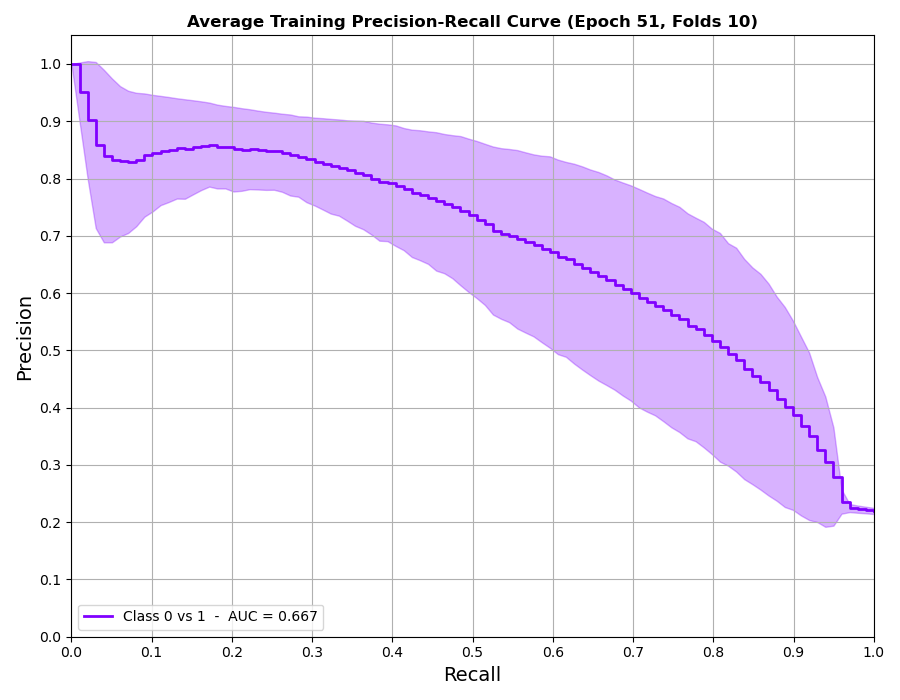 Average Training Precision-Recall Curve (Epoch 51, Folds 10)
Precision
1.0
0.9
0.8
0.7
0.6
0.5
0.4
0.3
0.2
0.1
0.0
Class 0 vs 1 - AUC = 0.667
0.0 0.1 0.2 0.3 0.4 0.5 0.6 0.7 0.8 0.9 1.0
Recall